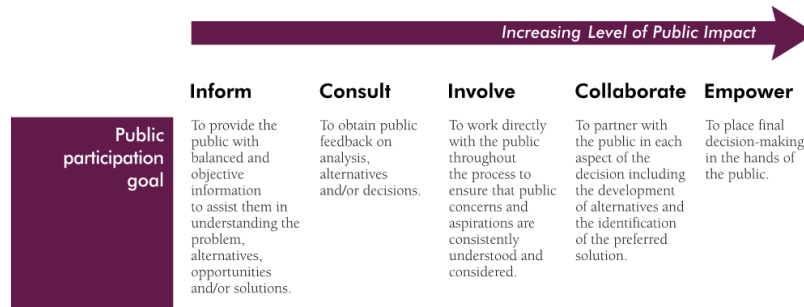 Increasing Level of Public Impact
Inform
Consult
Involve
Collaborate
Empower
Public
participation
goal
To provide the
public with
balanced and
objective
information
to assist them in
understanding the
problem,
alternatives,
opportunities
and/or solutions.
To obtain public
feedback on
analysis,
alternatives
and/or decisions.
To work directly
with the public
throughout
the process to
ensure that public
concerns and
aspirations are
consistently
understood and
considered.
To partner with
the public in each
aspect of the
decision including
the development
of alternatives and
the identification
of the preferred
solution.
To place final
decision-making
in the hands of
the public.